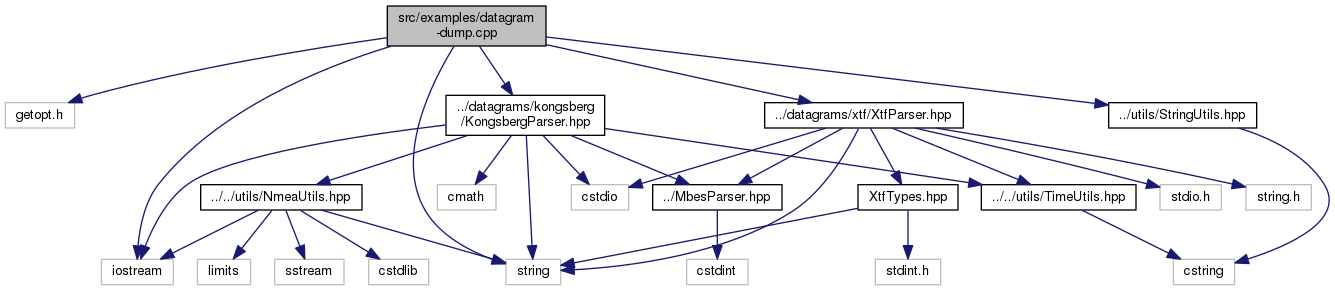 src/examples/datagram
-dump.cpp
getopt.h
../datagrams/kongsberg
/KongsbergParser.hpp
../datagrams/xtf/XtfParser.hpp
../utils/StringUtils.hpp
../../utils/NmeaUtils.hpp
cmath
cstdio
../MbesParser.hpp
XtfTypes.hpp
../../utils/TimeUtils.hpp
stdio.h
string.h
iostream
limits
sstream
cstdlib
string
cstdint
stdint.h
cstring